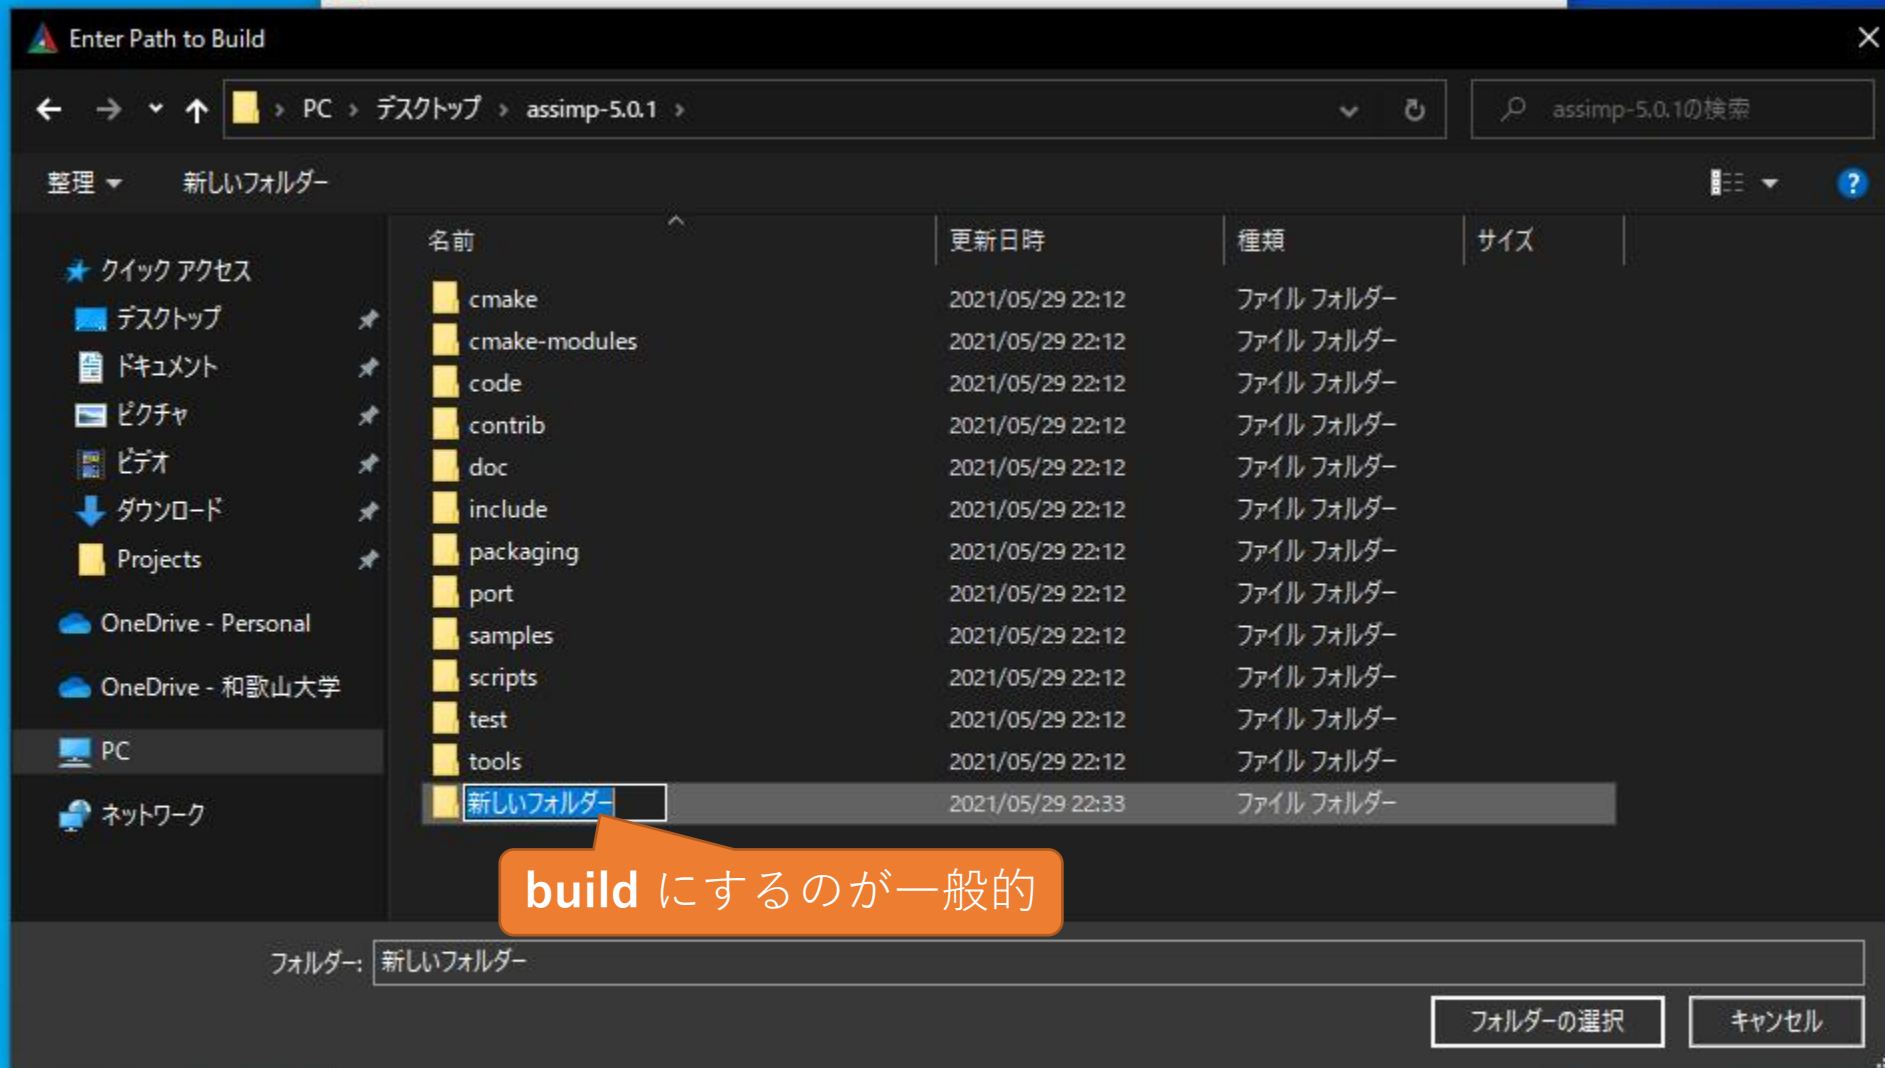 Enter Path to Build
PC › デスクトップ › assimp-5.0.1 ›
assimp-5.0.1の検索
整理 新しいフォルダー
名前 更新日時 種類 サイズ
クイック アクセス
デスクトップ
ドキュメント
ピクチャ
ビデオ
ダウンロード
Projects
OneDrive - Personal
OneDrive - 和歌山大学
PC
ネットワーク
cmake 2021/05/29 22:12 ファイル フォルダー
cmake-modules 2021/05/29 22:12 ファイル フォルダー
code 2021/05/29 22:12 ファイル フォルダー
contrib 2021/05/29 22:12 ファイル フォルダー
doc 2021/05/29 22:12 ファイル フォルダー
include 2021/05/29 22:12 ファイル フォルダー
packaging 2021/05/29 22:12 ファイル フォルダー
port 2021/05/29 22:12 ファイル フォルダー
samples 2021/05/29 22:12 ファイル フォルダー
scripts 2021/05/29 22:12 ファイル フォルダー
test 2021/05/29 22:12 ファイル フォルダー
tools 2021/05/29 22:12 ファイル フォルダー
新しいフォルダー 2021/05/29 22:33 ファイル フォルダー
build にするのが一般的
フォルダー: 新しいフォルダー
フォルダーの選択 キャンセル